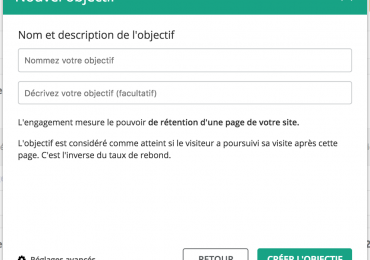 Nouvel objectif
Nom et description de l'objectif
Nommez votre objectif
Décrivez votre objectif (facultatif)
L'engagement mesure le pouvoir de rétention d'une page de votre site.
L'objectif est considéré comme atteint si le visiteur a poursuivi sa visite après cette
page. C'est l'inverse du taux de rebond.
Réglages avancés
RETOUR
CRÉER L'OBJECTIF